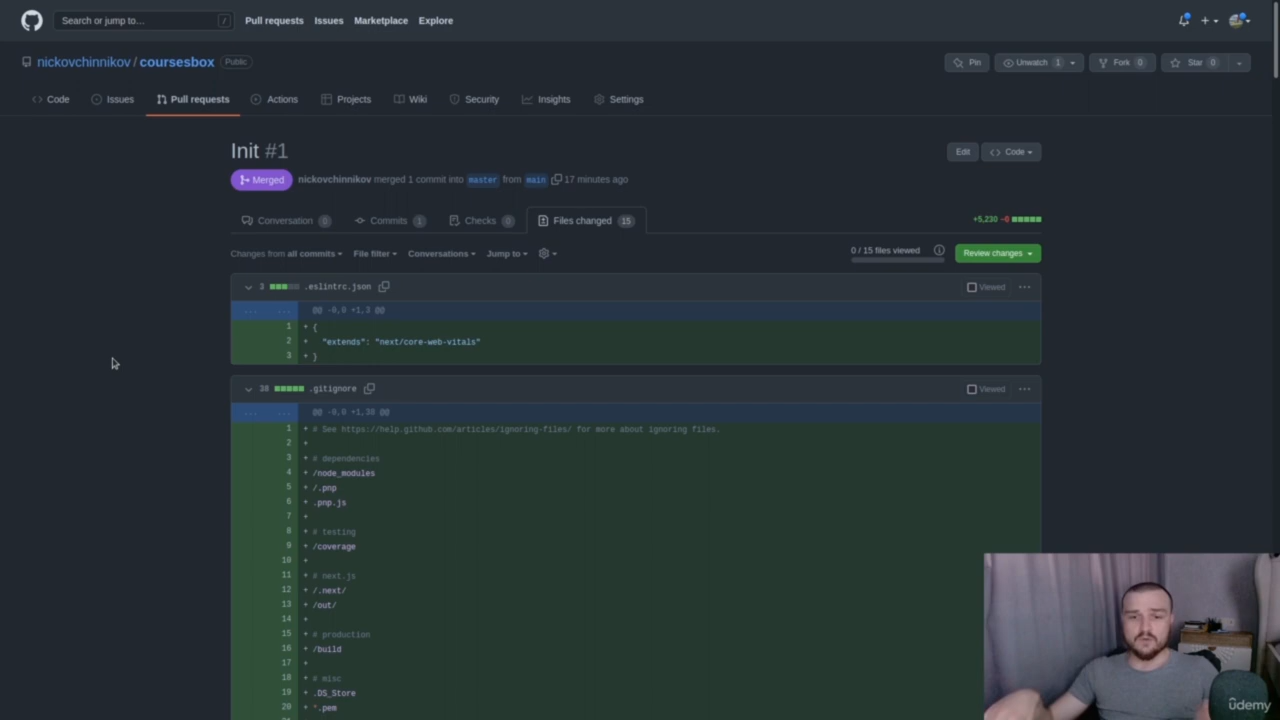 Search or jump to... /
Pull requests Issues Marketplace Explore
nickovchinnikov / coursesbox Public
Pin Unwatch 1 Fork 0 Star 0
Code Issues Pull requests Actions Projects Wiki Security Insights Settings
Init #1
Edit <> Code
Merged nickovchinnikov merged 1 commit into master from main 17 minutes ago
Conversation 0 Commits 1 Checks 0 Files changed 15
+5,230 -0
Changes from all commits File filter Conversations Jump to
0 / 15 files viewed
Review changes
3 .eslintrc.json Viewed ...
... ... @@ -0,0 +1,3 @@
1 + {
2 + "extends": "next/core-web-vitals"
3 + }
38 .gitignore Viewed ...
... ... @@ -0,0 +1,38 @@
1 + # See https://help.github.com/articles/ignoring-files/ for more about ignoring files.
2 +
3 + # dependencies
4 + /node_modules
5 + /.pnp
6 + .pnp.js
7 +
8 + # testing
9 + /coverage
10 +
11 + # next.js
12 + /.next/
13 + /out/
14 +
15 + # production
16 + /build
17 +
18 + # misc
19 + .DS_Store
20 + *.pem
udemy